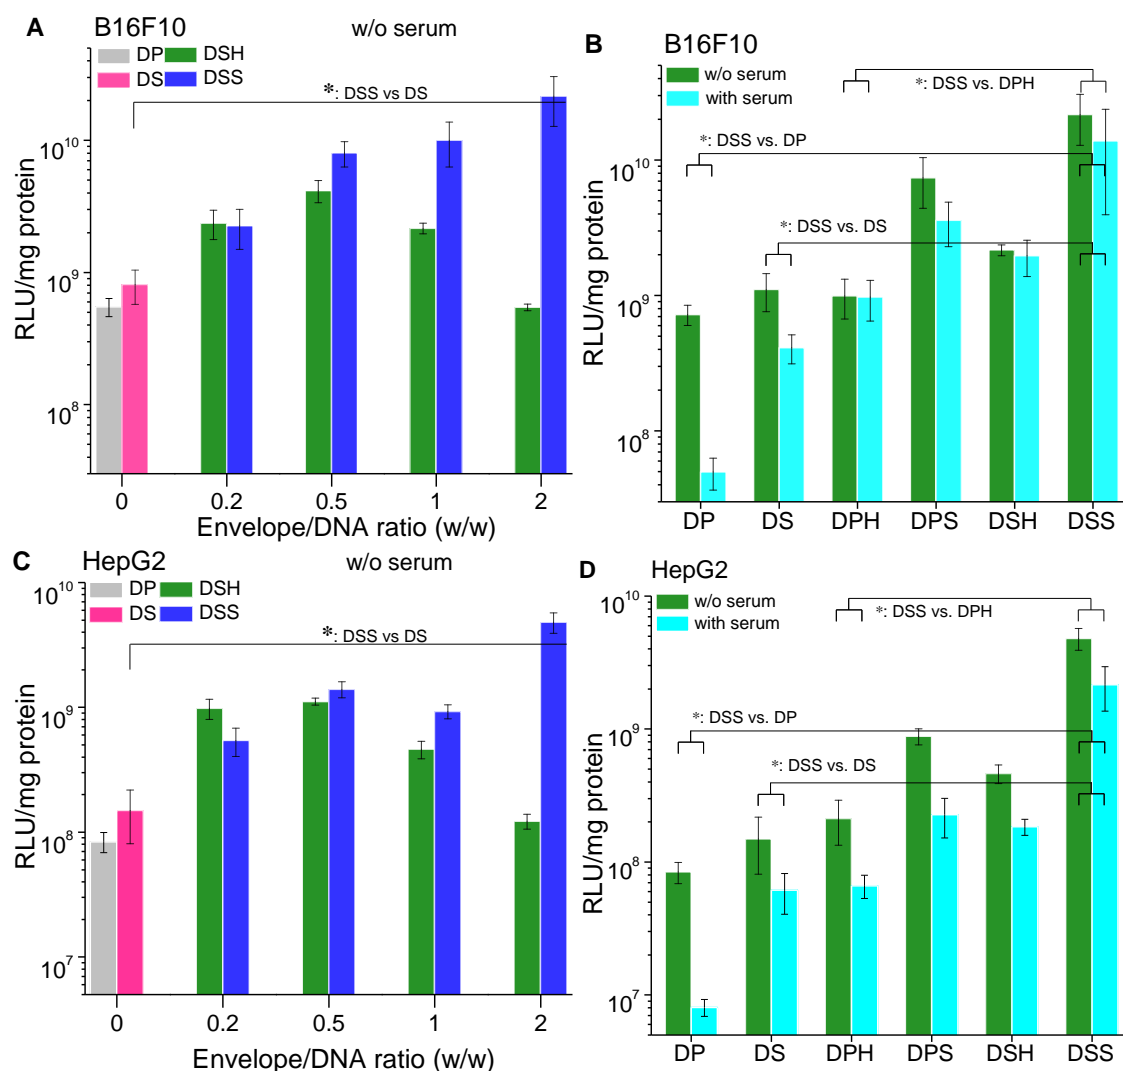 A B16F10 w/o serum
DP DSH
DS DSS
*: DSS vs DS
10^10
10^9
10^8
RLU/mg protein
0 0.2 0.5 1 2
Envelope/DNA ratio (w/w)
B B16F10
w/o serum
with serum
*: DSS vs. DPH
*: DSS vs. DP
*: DSS vs. DS
10^10
10^9
10^8
RLU/mg protein
DP DS DPH DPS DSH DSS
C HepG2 w/o serum
DP DSH
DS DSS
*: DSS vs DS
10^10
10^9
10^8
10^7
RLU/mg protein
0 0.2 0.5 1 2
Envelope/DNA ratio (w/w)
D HepG2
w/o serum
with serum
*: DSS vs. DPH
*: DSS vs. DP
*: DSS vs. DS
10^10
10^9
10^8
10^7
RLU/mg protein
DP DS DPH DPS DSH DSS